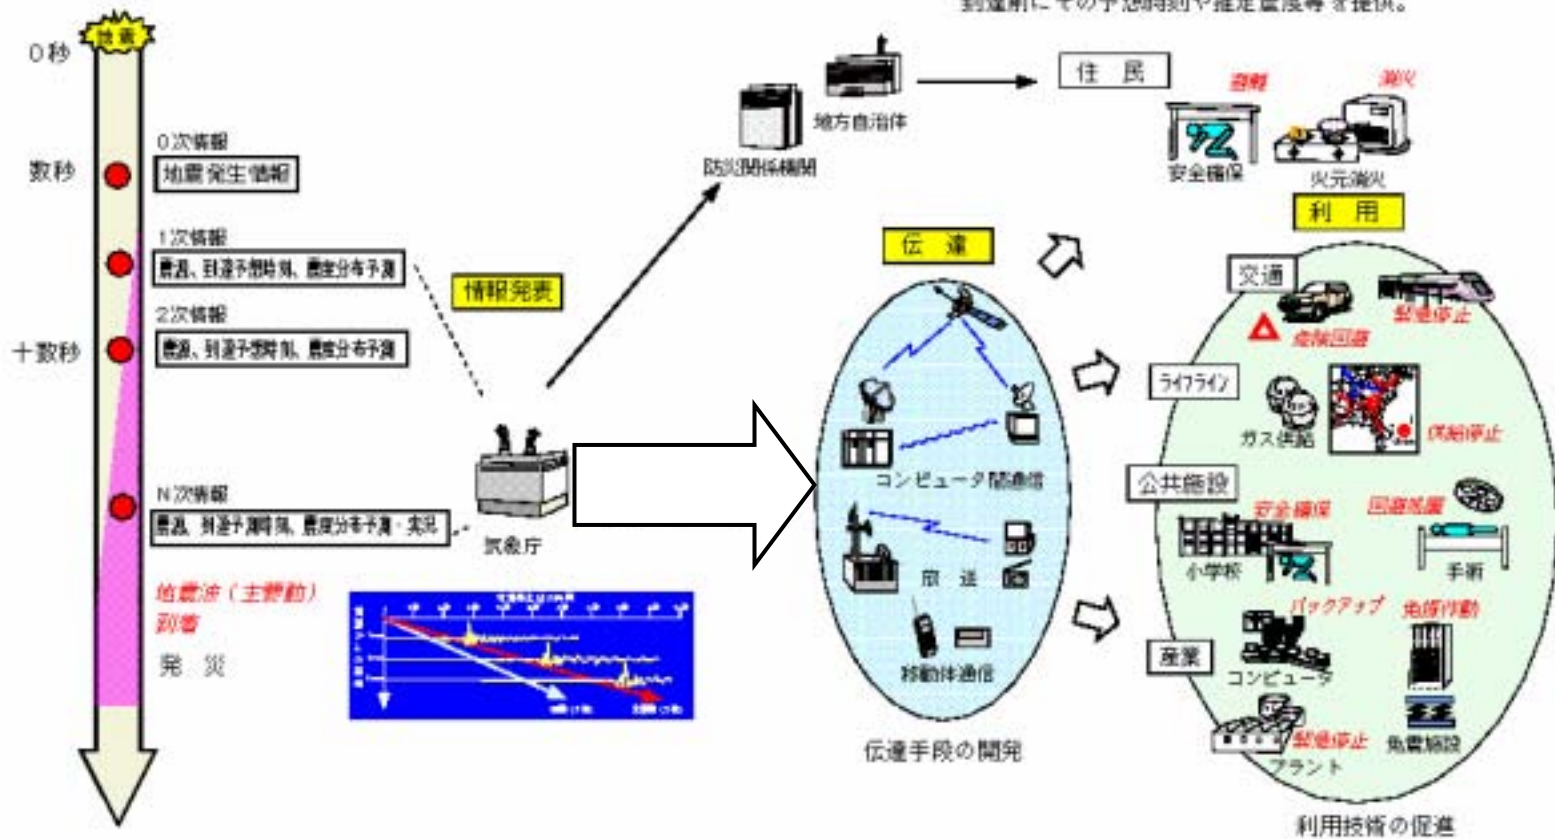 到達前にその予想時刻や推定震度等を提供。
地震
0秒
数秒
十数秒
0次情報
地震発生情報
1次情報
震源、到達予想時刻、震度分布予測
2次情報
震源、到達予想時刻、震度分布予測
N次情報
震源、到達予測時刻、震度分布予測・実況
地震波(主要動)
到着
発 災
情報発表
気象庁
防災関係機関
地方自治体
住 民
避難
安全確保
消火
火元消火
伝 達
コンピュータ間通信
放 送
移動体通信
伝達手段の開発
利 用
交通
危険回避
緊急停止
ライフライン
ガス供給
供給停止
公共施設
安全確保
小学校
手術
産業
バックアップ
コンピュータ
免震施設
緊急停止
プラント
利用技術の促進